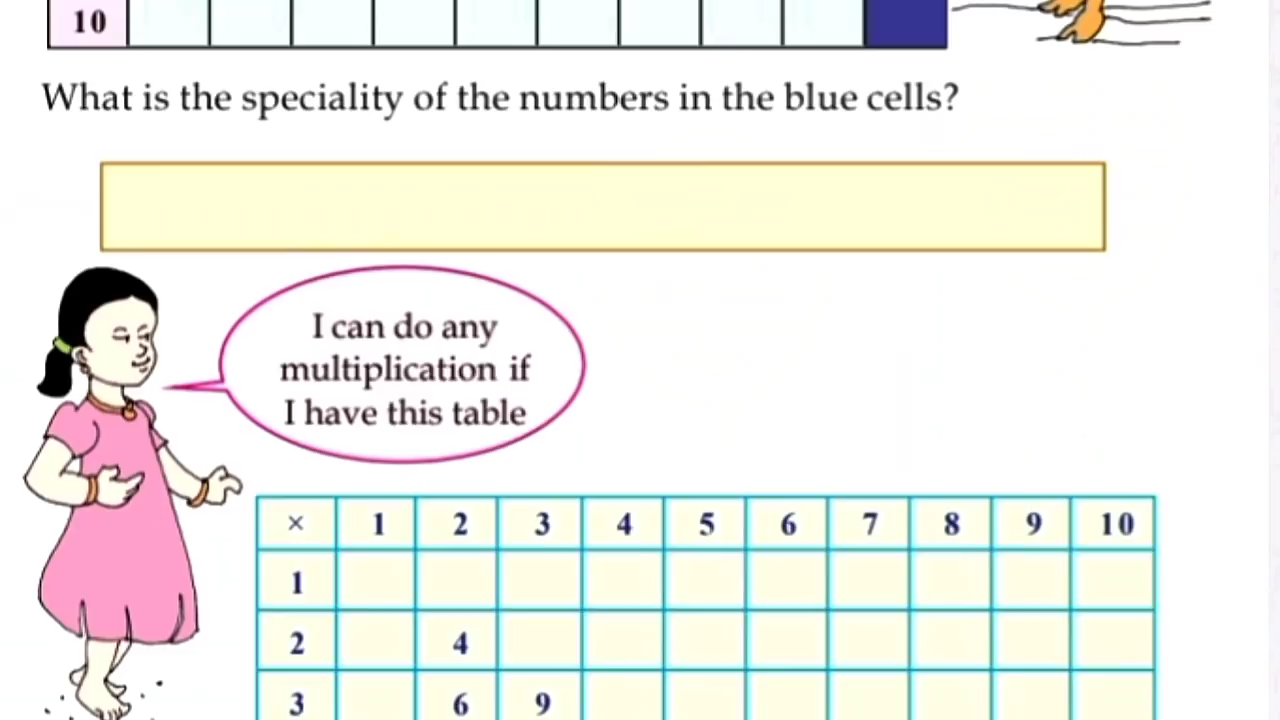 10
What is the speciality of the numbers in the blue cells?
I can do any
multiplication if
I have this table
× 1 2 3 4 5 6 7 8 9 10
1
2 4
3 6 9